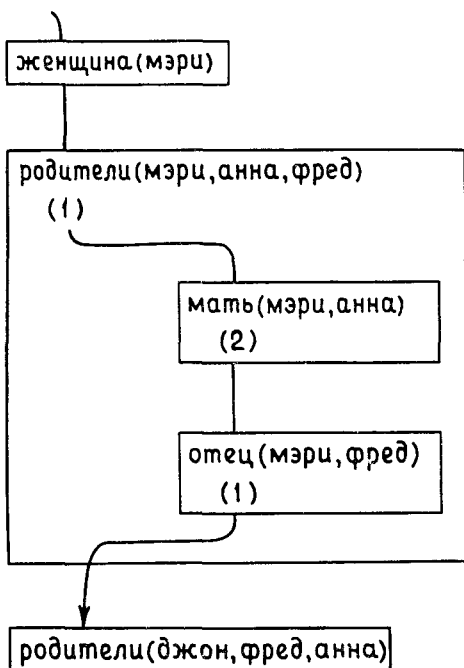 женщина(мэри)
родители(мэри,анна,фред)
(1)
мать(мэри,анна)
(2)
отец(мэри,фред)
(1)
родители(джон,фред,анна)